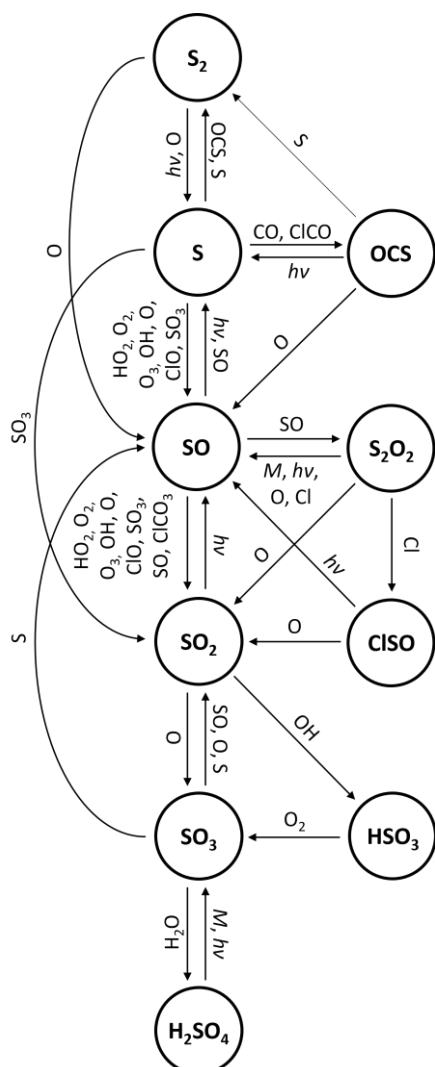 S₂
hν, O
OCS, S
S
O
S
CO, ClCO
hν
OCS
HO₂, O₂,
O₃, OH, O,
ClO, SO₃
hν, SO
O
SO₃
SO
SO
M, hν,
O, Cl
S₂O₂
HO₂, O₂,
O₃, OH, O,
ClO, SO₃,
SO, ClCO₃
hν
O
hν
Cl
S
SO₂
O
ClSO
O
SO, O, S
OH
SO₃
O₂
HSO₃
H₂O
M, hν
H₂SO₄